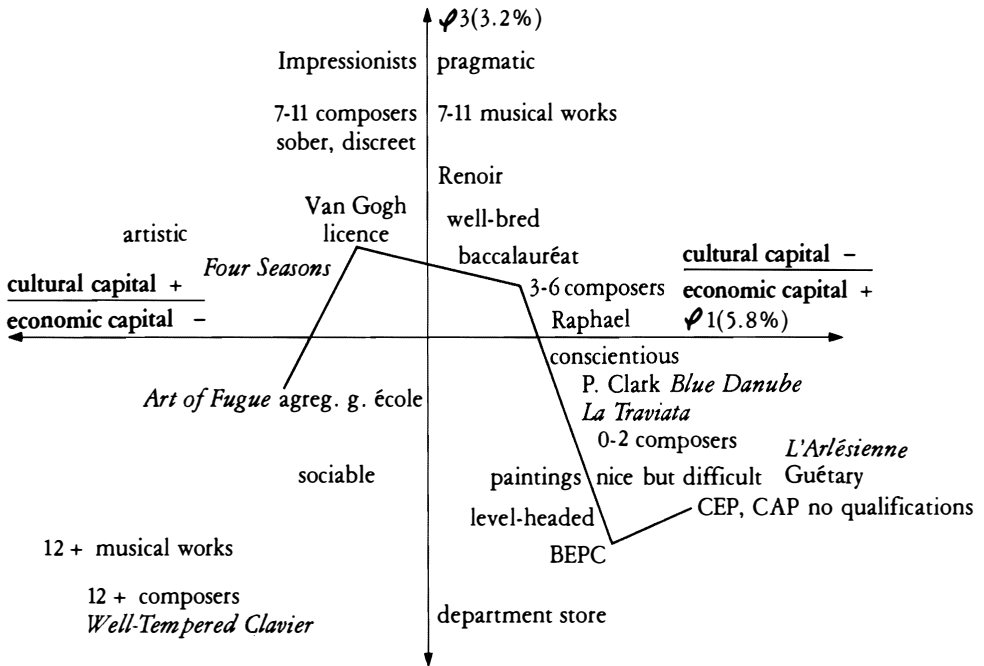 φ3(3.2%)
Impressionists pragmatic
7-11 composers 7-11 musical works
sober, discreet
Renoir
Van Gogh well-bred
artistic licence
baccalauréat cultural capital –
Four Seasons
cultural capital + 3-6 composers economic capital +
economic capital – Raphael φ1(5.8%)
conscientious
P. Clark Blue Danube
Art of Fugue agreg. g. école La Traviata
0-2 composers L'Arlésienne
sociable paintings nice but difficult Guétary
level-headed CEP, CAP no qualifications
12 + musical works BEPC
12 + composers
Well-Tempered Clavier department store